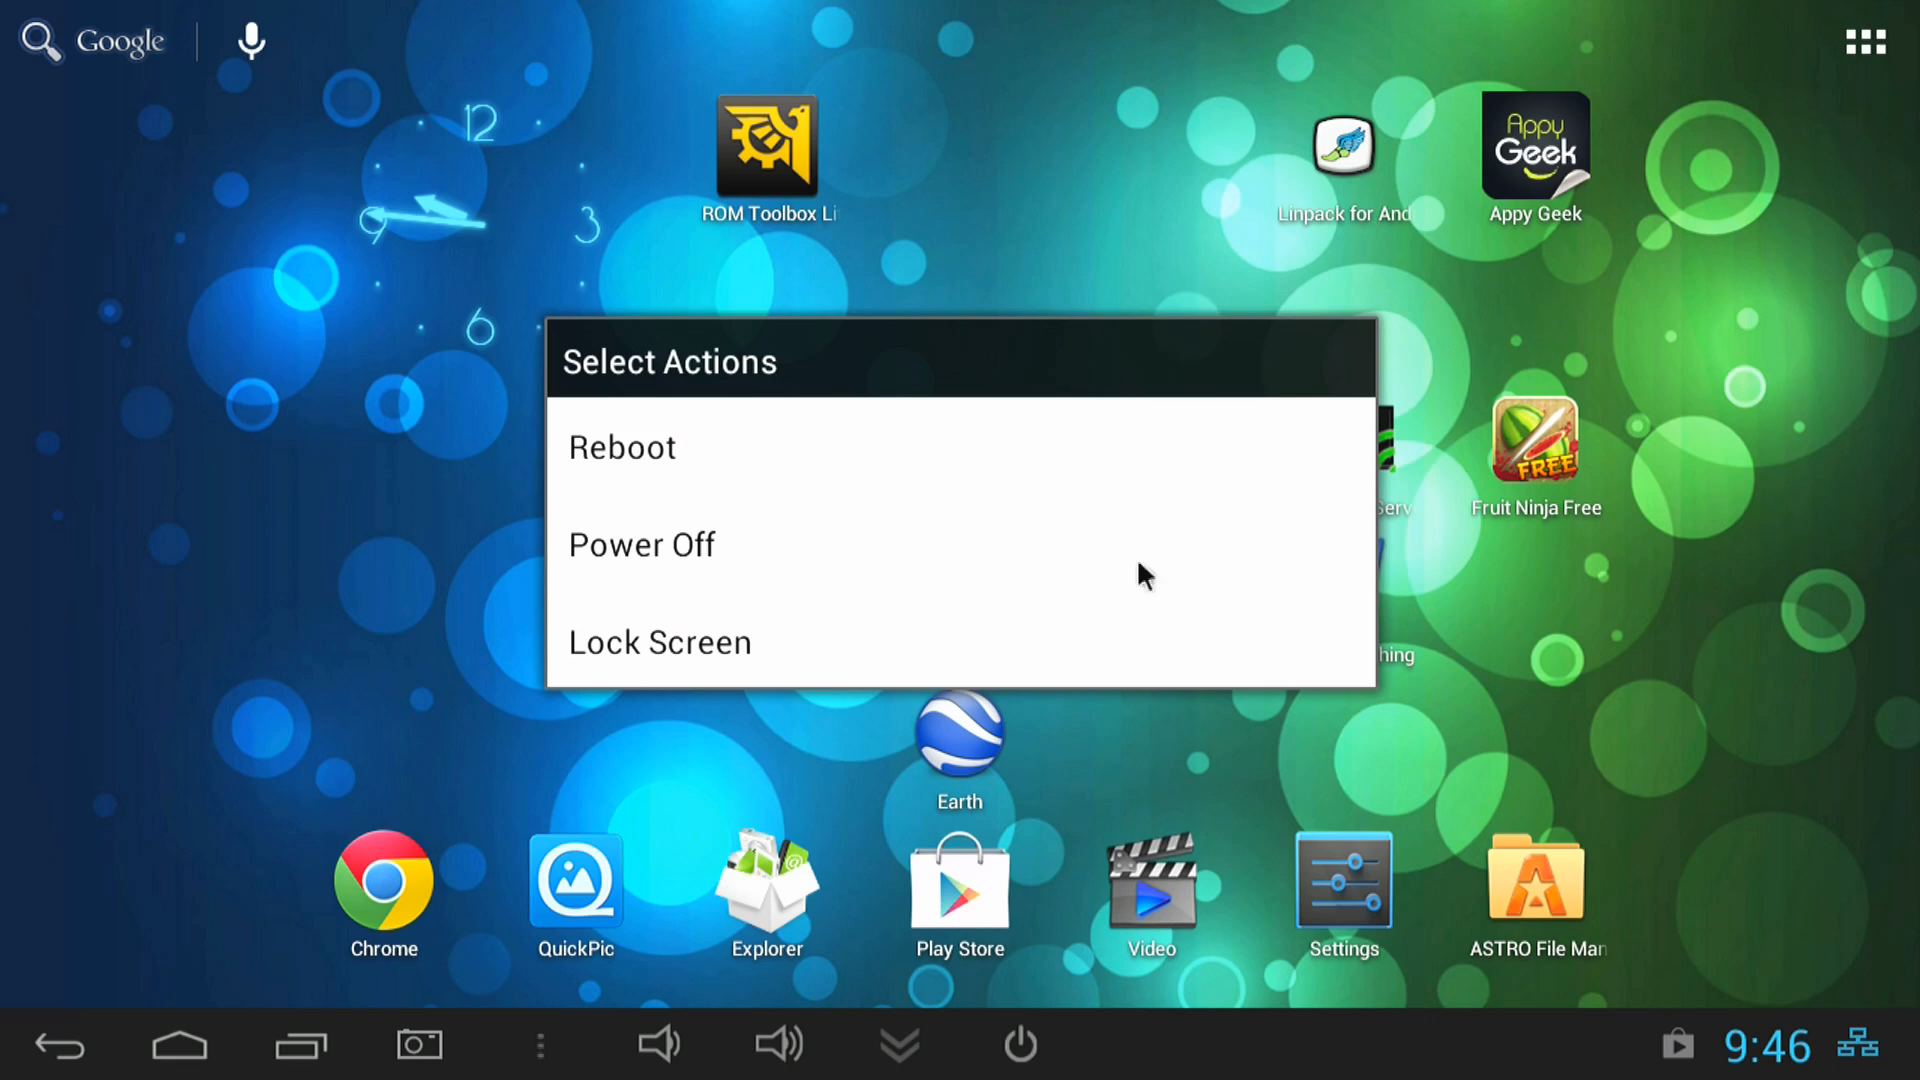 Google
12
9
3
6
ROM Toolbox Li
Linpack for And
Appy
Geek
Appy Geek
Select Actions
Reboot
Power Off
Lock Screen
Serv
FREE
Fruit Ninja Free
hing
Earth
Chrome
QuickPic
Explorer
Play Store
Video
Settings
ASTRO File Man
9:46